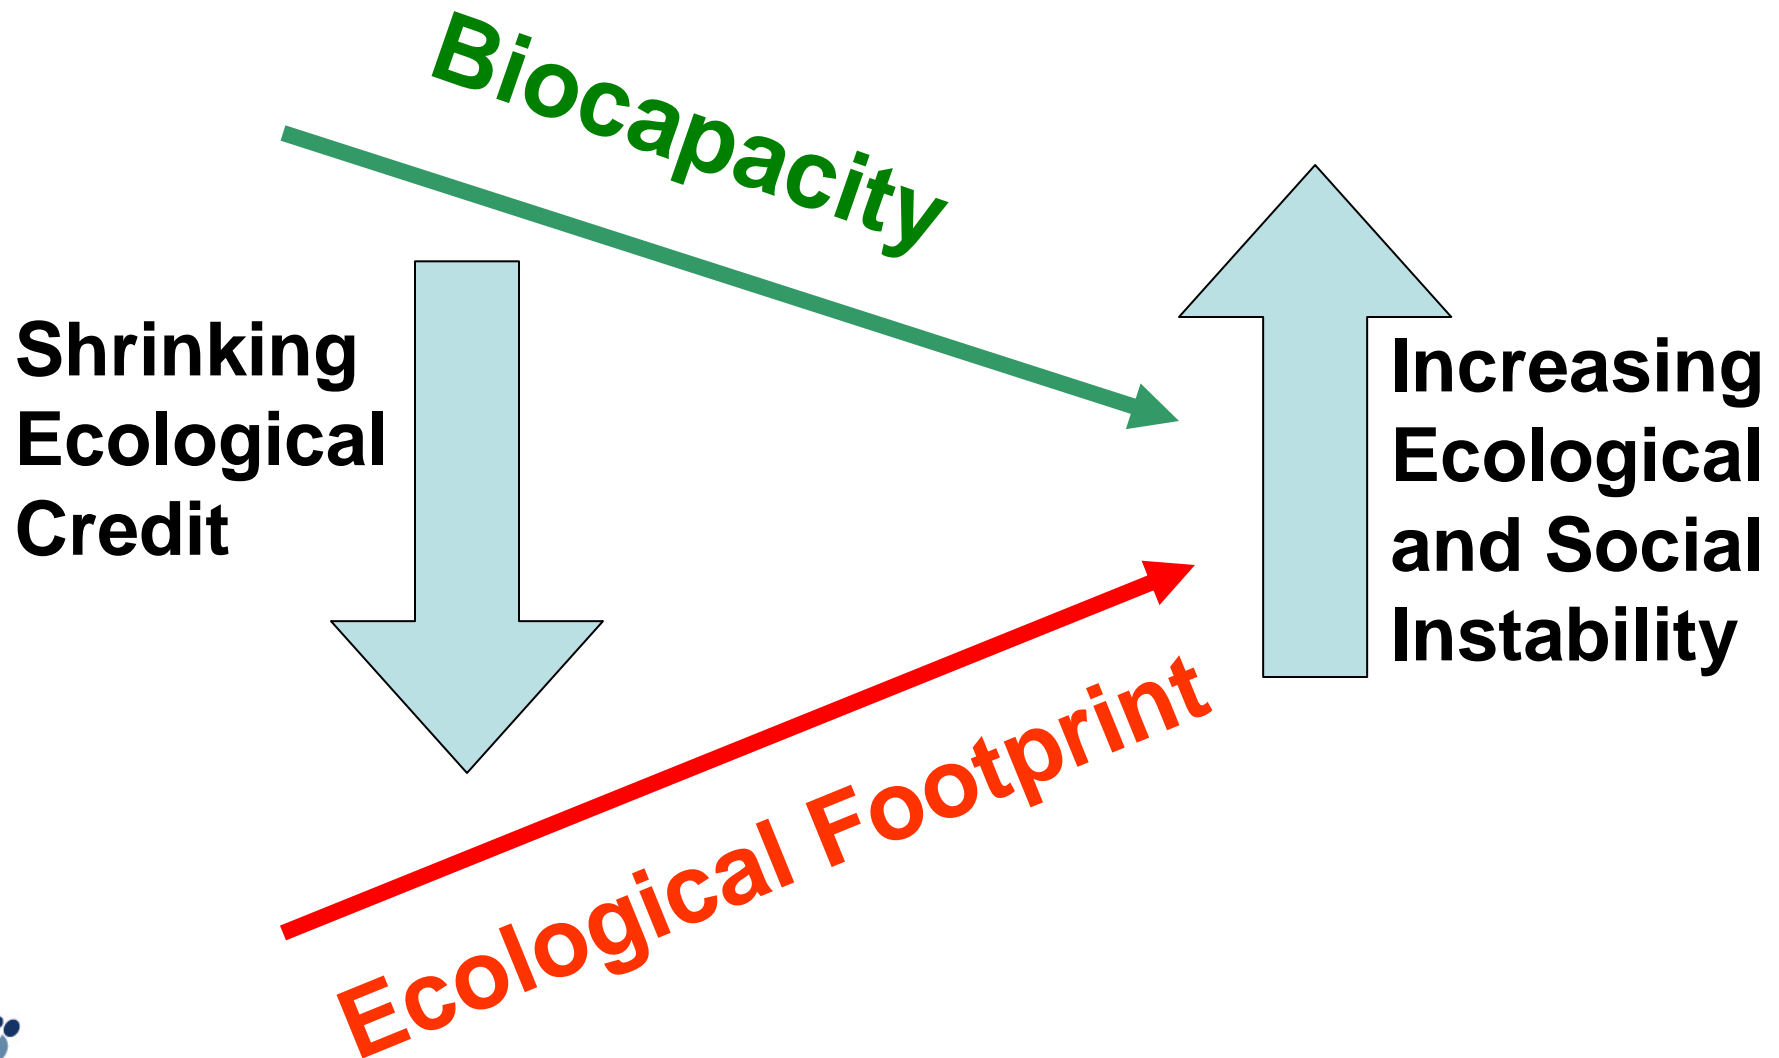 Biocapacity
Shrinking
Ecological
Credit
Increasing
Ecological
and Social
Instability
Ecological Footprint